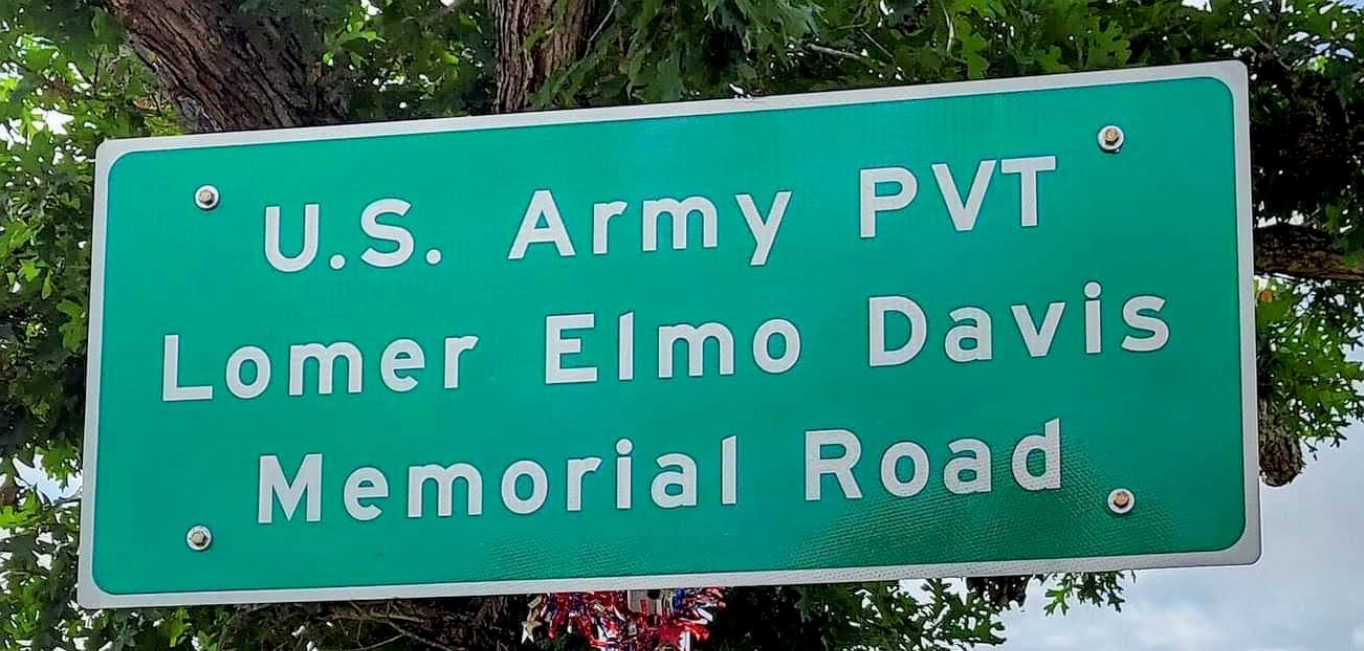 U.S. Army PVT
Lomer Elmo Davis
Memorial Road